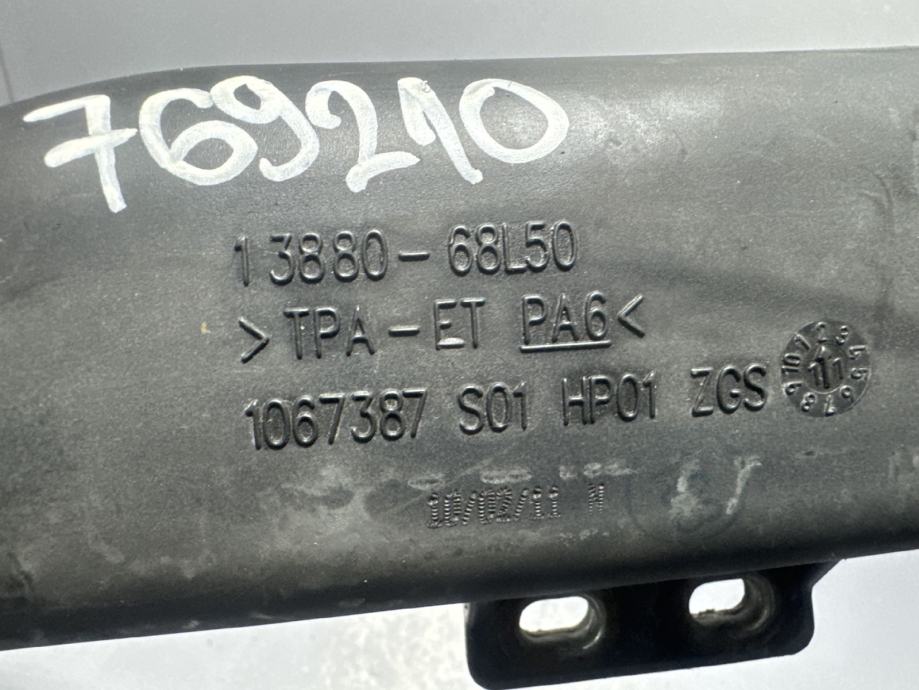 769210
13880-68L50
>TPA-ET PA6<
1067387 S01 HP01 ZGS